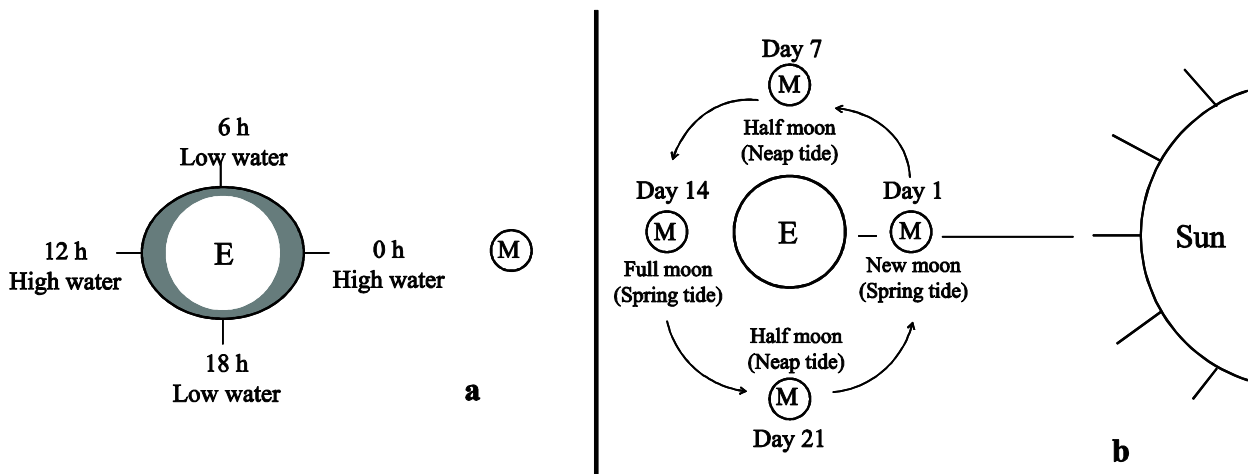 6 h
Low water
12 h
High water
E
0 h
High water
M
18 h
Low water
a
Day 7
M
Half moon
(Neap tide)
Day 14
M
Full moon
(Spring tide)
E
Day 1
M
New moon
(Spring tide)
Sun
Half moon
(Neap tide)
M
Day 21
b